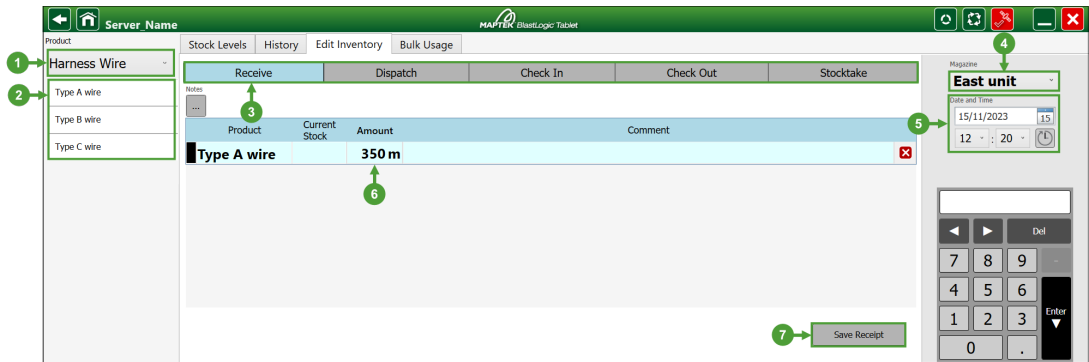 Server_Name
MAPTEK BlastLogic Tablet
Product
Harness Wire
Type A wire
Type B wire
Type C wire
Stock Levels History Edit Inventory Bulk Usage
Receive Dispatch Check In Check Out Stocktake
Notes
...
Product Current Stock Amount Comment
Type A wire 350 m
Save Receipt
Magazine
East unit
Date and Time
15/11/2023 15
12 : 20
Del
7 8 9 -
4 5 6
1 2 3 Enter
0 .
1
2
3
4
5
6
7